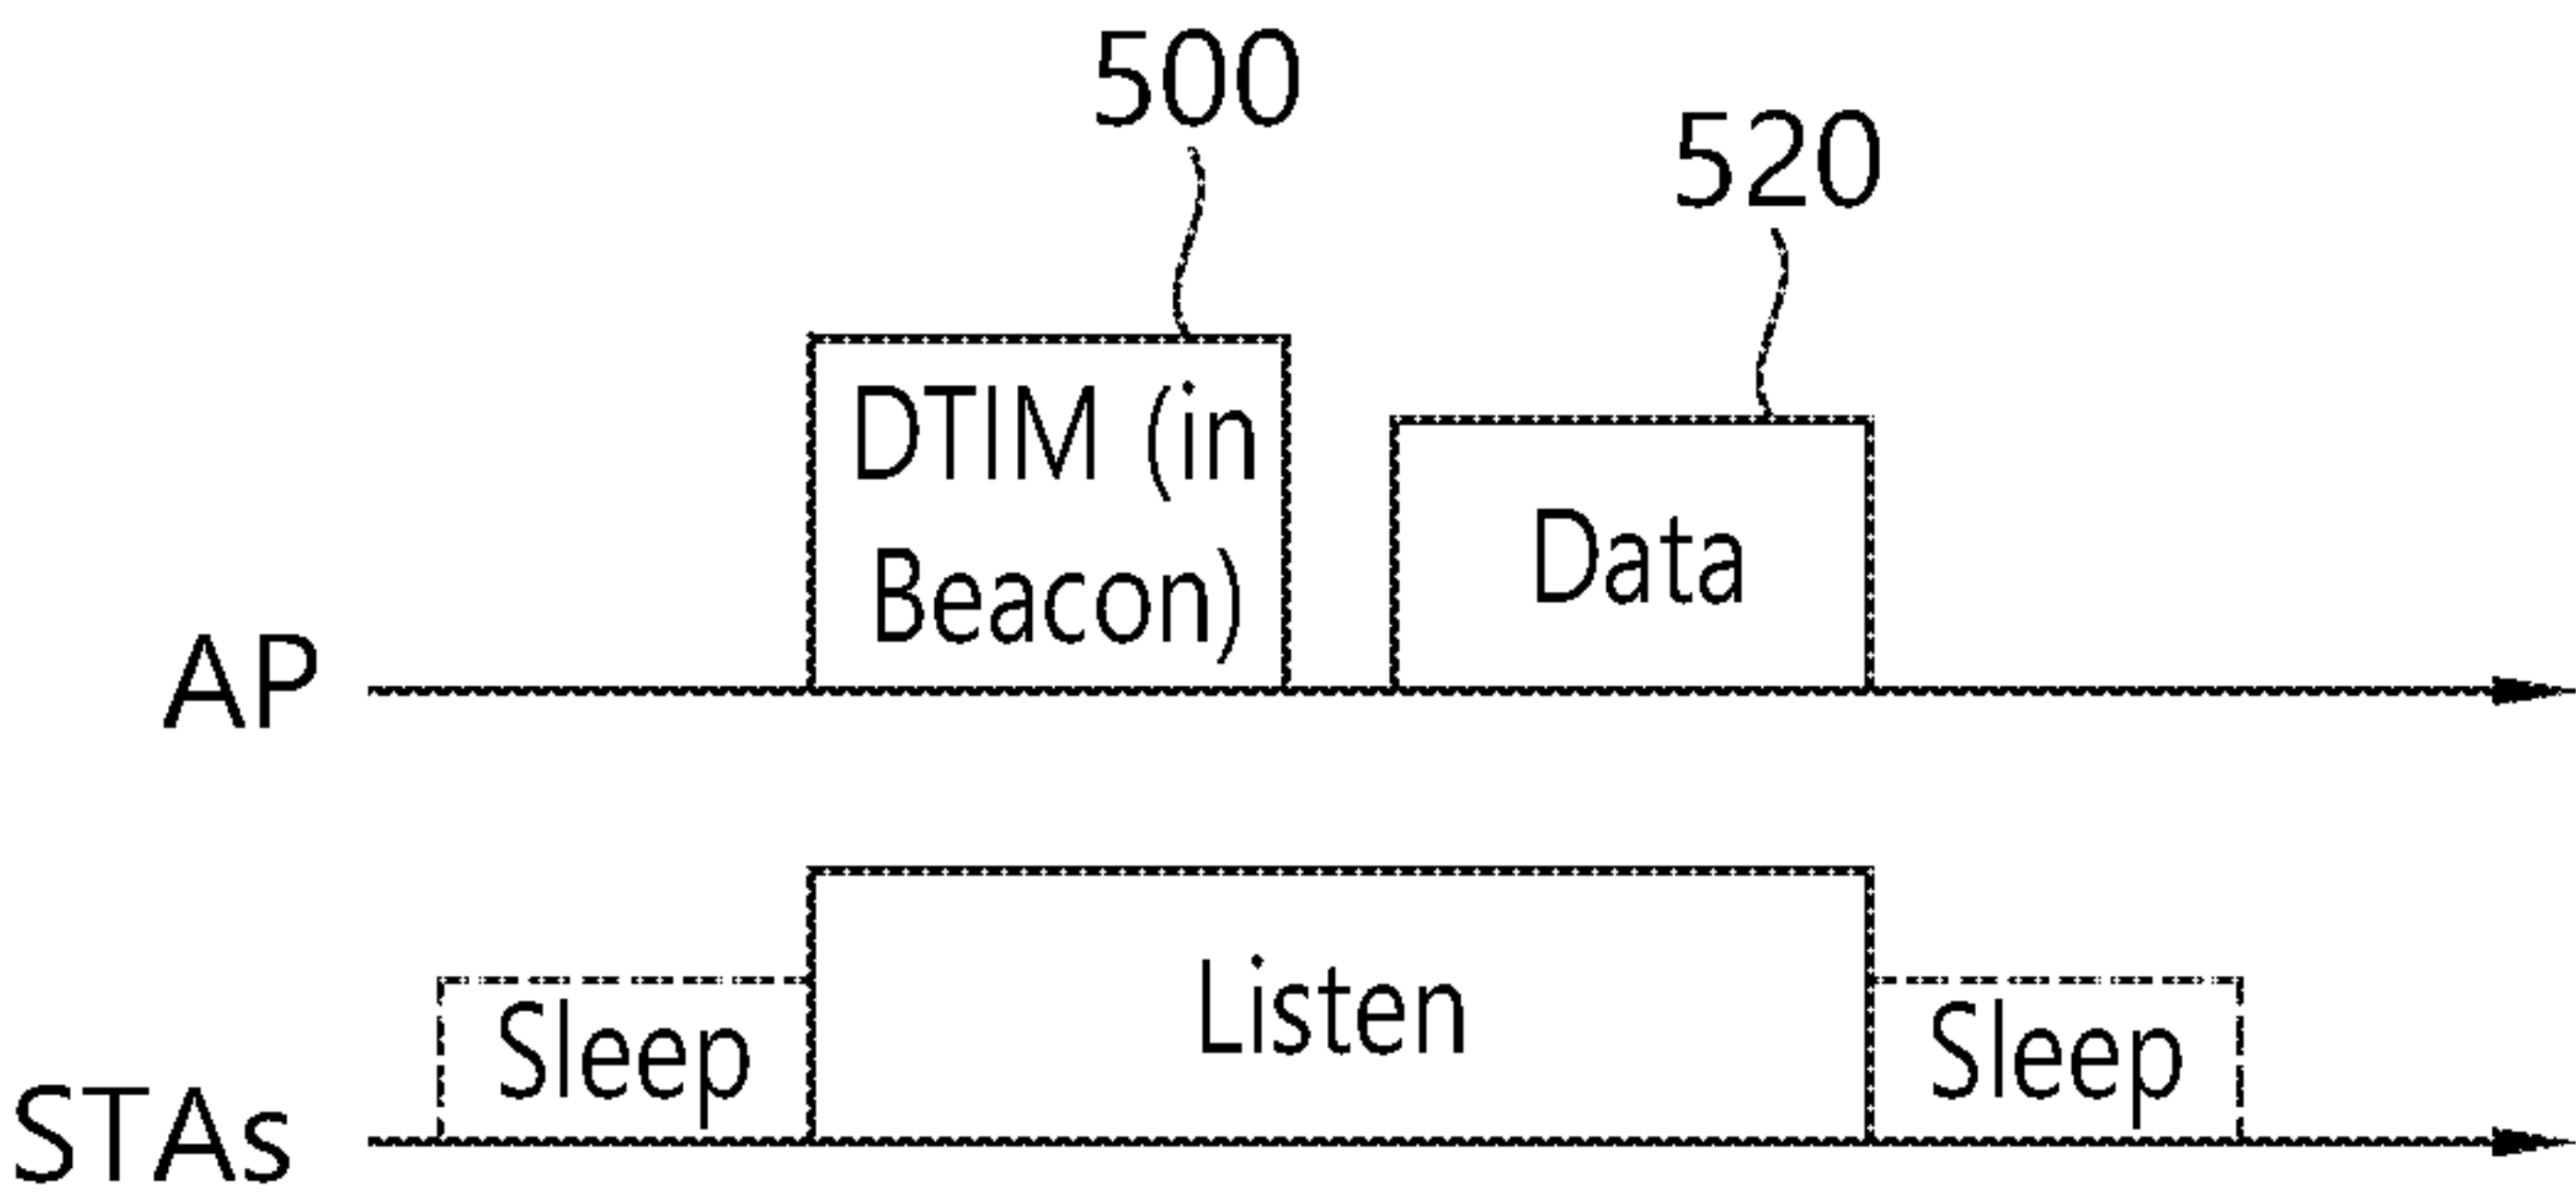 500
520
DTIM (in
Beacon)
Data
AP
Listen
Sleep
Sleep
STAs